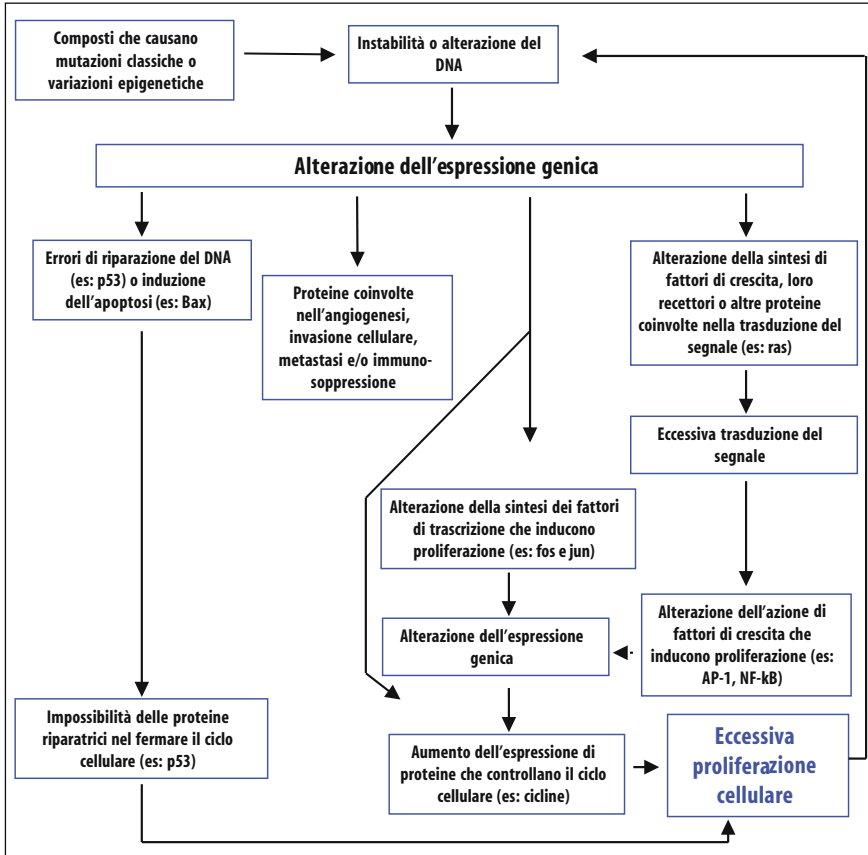 Composti che causano
mutazioni classiche o
variazioni epigenetiche
Instabilità o alterazione del
DNA
Alterazione dell'espressione genica
Errori di riparazione del DNA
(es: p53) o induzione
dell'apoptosi (es: Bax)
Proteine coinvolte
nell'angiogenesi,
invasione cellulare,
metastasi e/o immuno-
soppressione
Alterazione della sintesi di
fattori di crescita, loro
recettori o altre proteine
coinvolte nella trasduzione del
segnale (es: ras)
Eccessiva trasduzione del
segnale
Alterazione della sintesi dei fattori
di trascrizione che inducono
proliferazione (es: fos e jun)
Alterazione dell'espressione
genica
Alterazione dell'azione di
fattori di crescita che
inducono proliferazione (es:
AP-1, NF-kB)
Impossibilità delle proteine
riparatrici nel fermare il ciclo
cellulare (es: p53)
Aumento dell'espressione di
proteine che controllano il ciclo
cellulare (es: cicline)
Eccessiva
proliferazione
cellulare